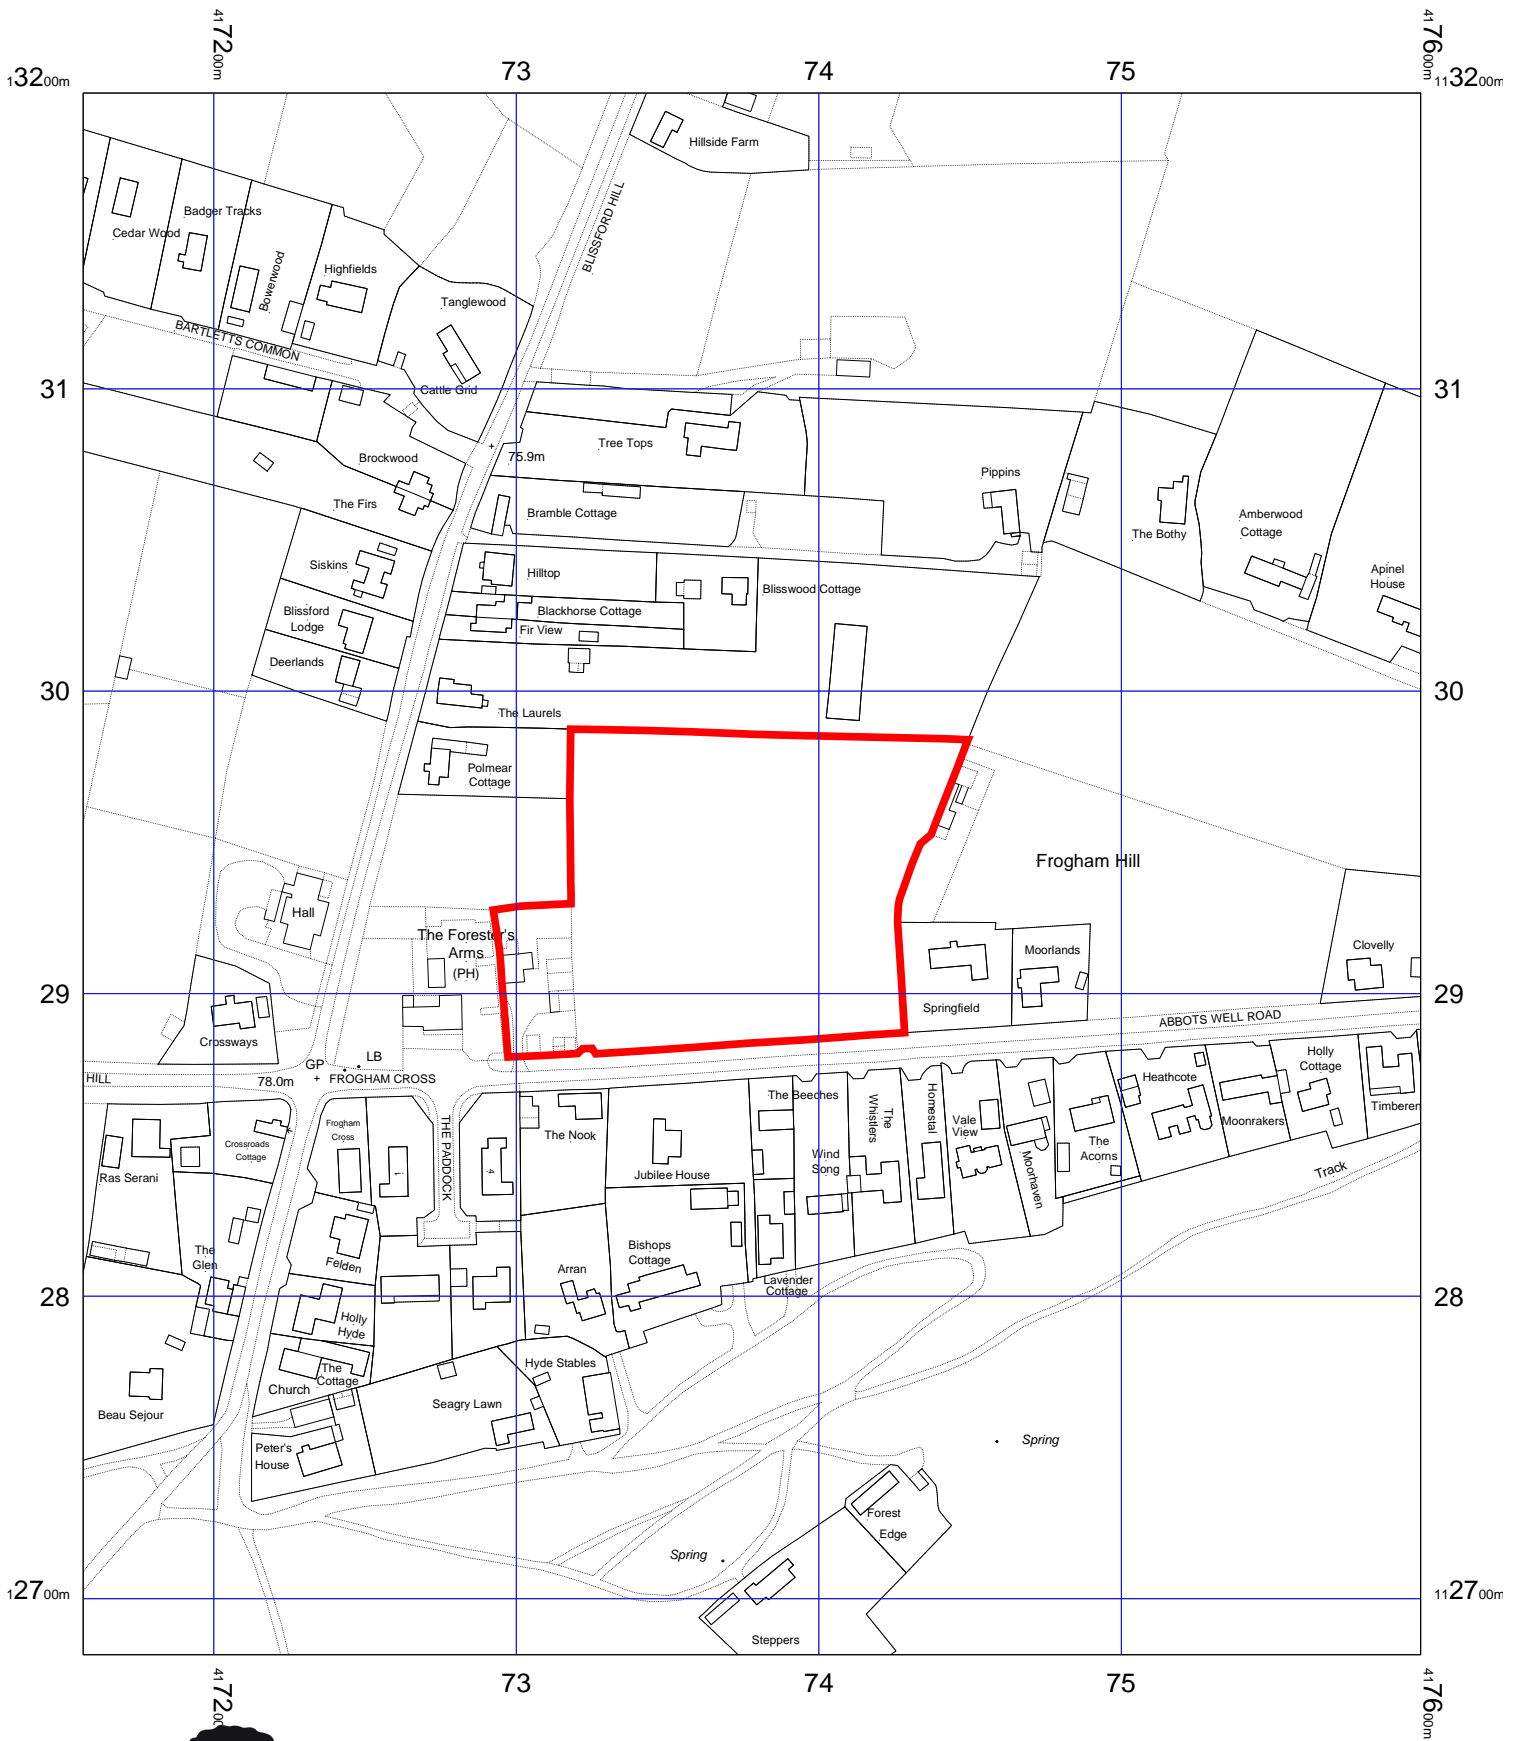 417200m
73
74
75
417600m
13200m
113200m
Hillside Farm
BLISSFORD HILL
Badger Tracks
Cedar Wood
Bowerwood
Highfields
Tanglewood
BARTLETTS COMMON
Cattle Grid
31
31
Tree Tops
75.9m
Brockwood
The Firs
Pippins
Bramble Cottage
The Bothy
Amberwood
Cottage
Siskins
Hilltop
Blisswood Cottage
Apinel
House
Blissford
Lodge
Blackhorse Cottage
Fir View
Deerlands
30
30
The Laurels
Polmear
Cottage
Frogham Hill
Hall
The Forester's
Arms
(PH)
Moorlands
Clovelly
29
29
Springfield
ABBOTS WELL ROAD
Crossways
GP
LB
HILL
78.0m
FROGHAM CROSS
Holly
Cottage
Heathcote
The Beeches
The
Whistlers
Homestal
Vale
View
Moonrakers
Timberen
Frogham
Cross
THE PADDOCK
The Nook
Crossroads
Cottage
The
Acorns
Wind
Song
Ras Serani
1
4
Jubilee House
Moorhaven
Track
The
Glen
Felden
Bishops
Cottage
Arran
Lavender
Cottage
28
28
Holly
Hyde
Hyde Stables
The
Cottage
Church
Seagry Lawn
Beau Sejour
Peter's
House
Spring
Forest
Edge
Spring
12700m
112700m
Steppers
417200
73
74
75
417600m